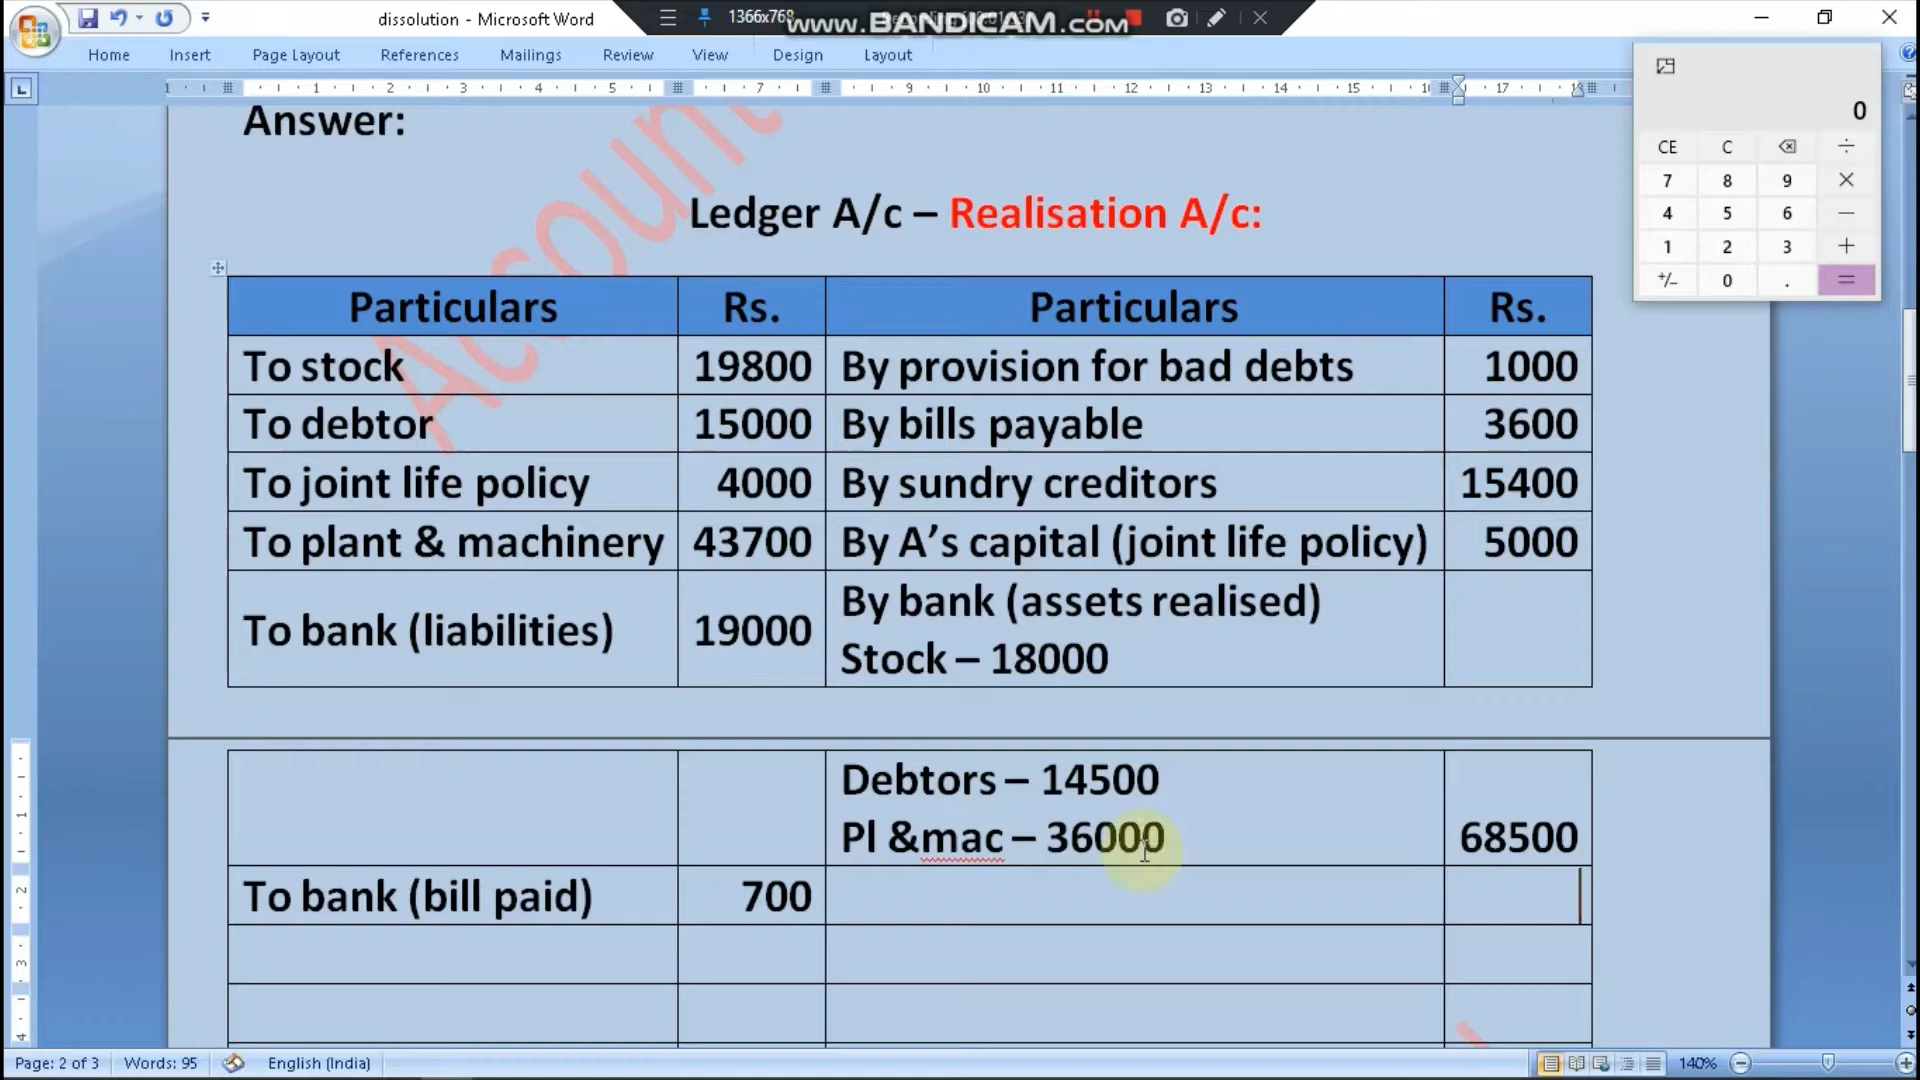 dissolution - Microsoft Word
1366x768
www.BANDICAM.com
Home Insert Page Layout References Mailings Review View Design Layout
0
CE C ÷
7 8 9 ×
4 5 6 −
1 2 3 +
+/− 0 . =
Account
Answer:
Ledger A/c – Realisation A/c:
Particulars Rs. Particulars Rs.
To stock 19800 By provision for bad debts 1000
To debtor 15000 By bills payable 3600
To joint life policy 4000 By sundry creditors 15400
To plant & machinery 43700 By A’s capital (joint life policy) 5000
By bank (assets realised)
To bank (liabilities) 19000
Stock – 18000
Debtors – 14500
Pl &mac – 36000 68500
To bank (bill paid) 700
Page: 2 of 3 Words: 95 English (India) 140%